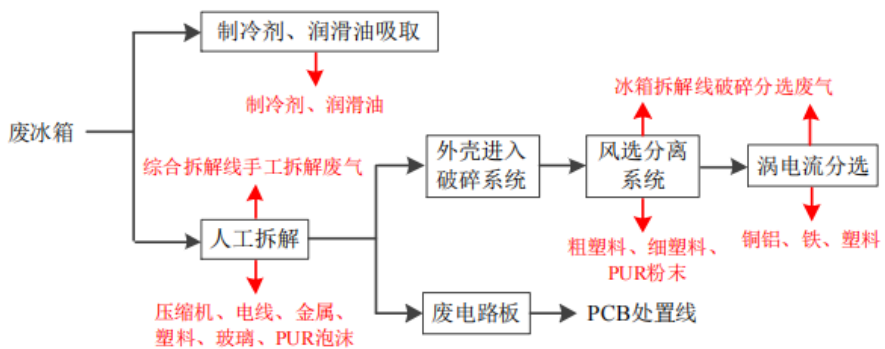 制冷剂、润滑油吸取
制冷剂、润滑油
冰箱拆解线破碎分选废气
废冰箱
综合拆解线手工拆解废气
外壳进入
破碎系统
风选分离
系统
涡电流分选
人工拆解
粗塑料、细塑料、
PUR粉末
铜铝、铁、塑料
压缩机、电线、金属、
塑料、玻璃、PUR泡沫
废电路板
PCB处置线